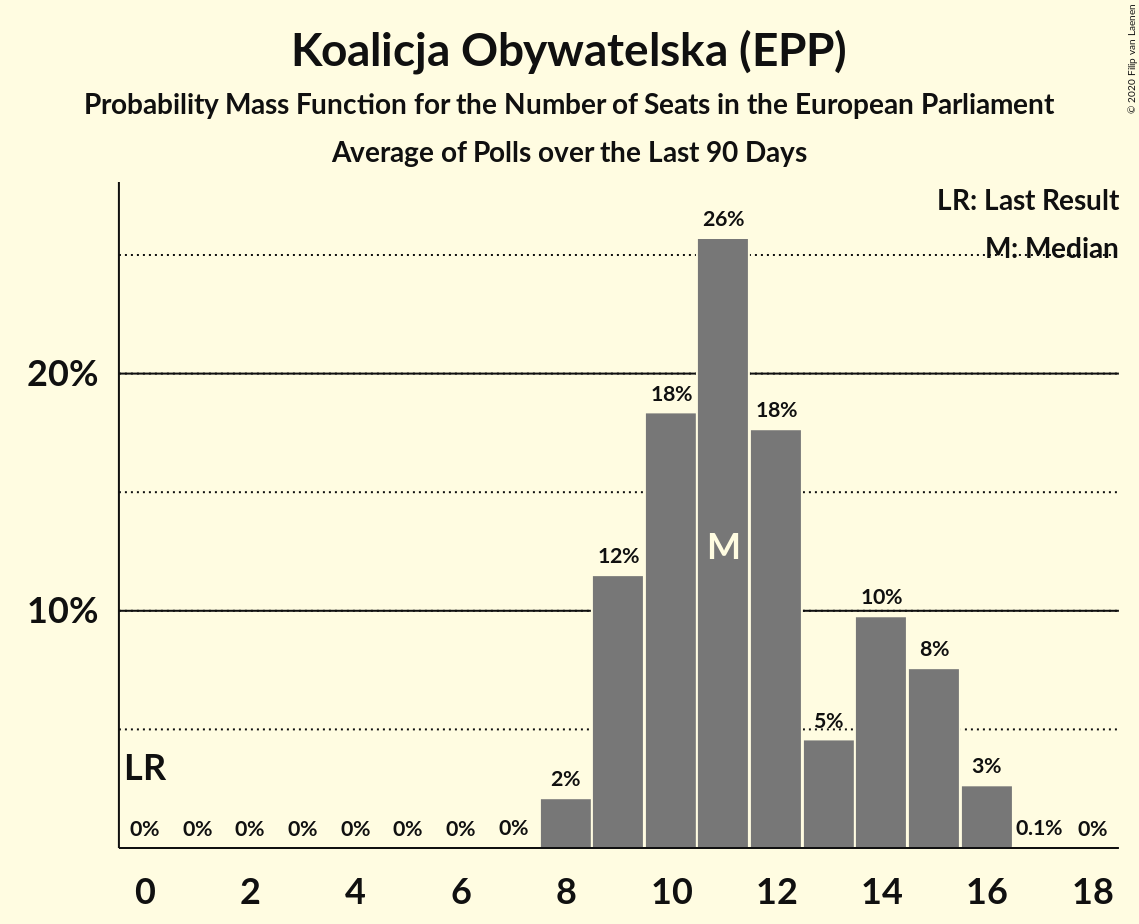 Koalicja Obywatelska (EPP)
Probability Mass Function for the Number of Seats in the European Parliament
Average of Polls over the Last 90 Days
© 2020 Filip van Laenen
LR: Last Result
M: Median
26%
20%
18%
18%
M
12%
10%
10%
8%
5%
LR
3%
2%
0% 0% 0% 0% 0% 0% 0% 0% 0.1% 0%
0 2 4 6 8 10 12 14 16 18